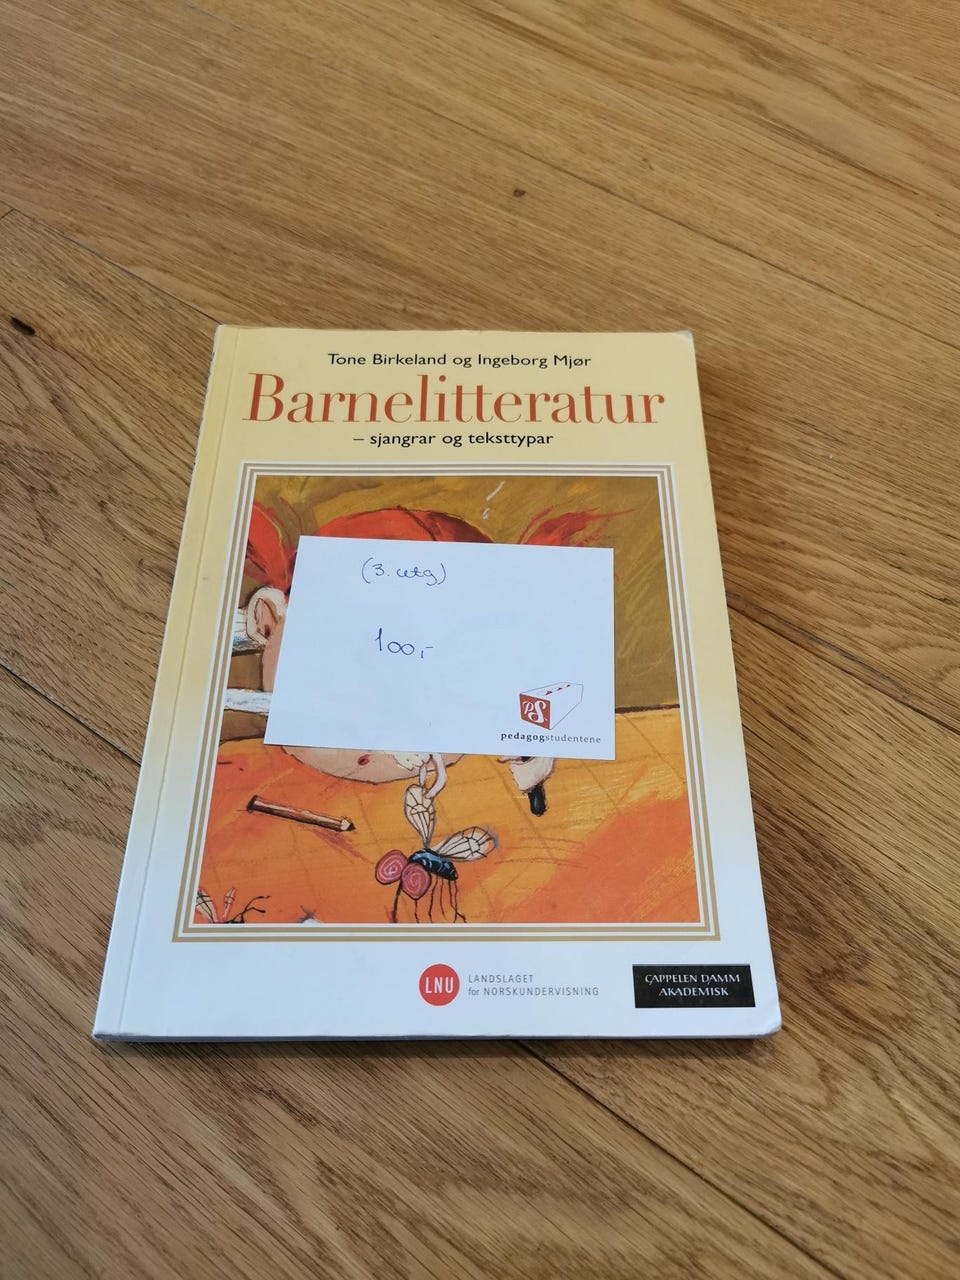 Tone Birkeland og Ingeborg Mjør
Barnelitteratur
– sjangrar og teksttypar
(3. utg)
100,-
PS
pedagogstudentene
LNU
LANDSLAGET
for NORSKUNDERVISNING
CAPPELEN DAMM
AKADEMISK